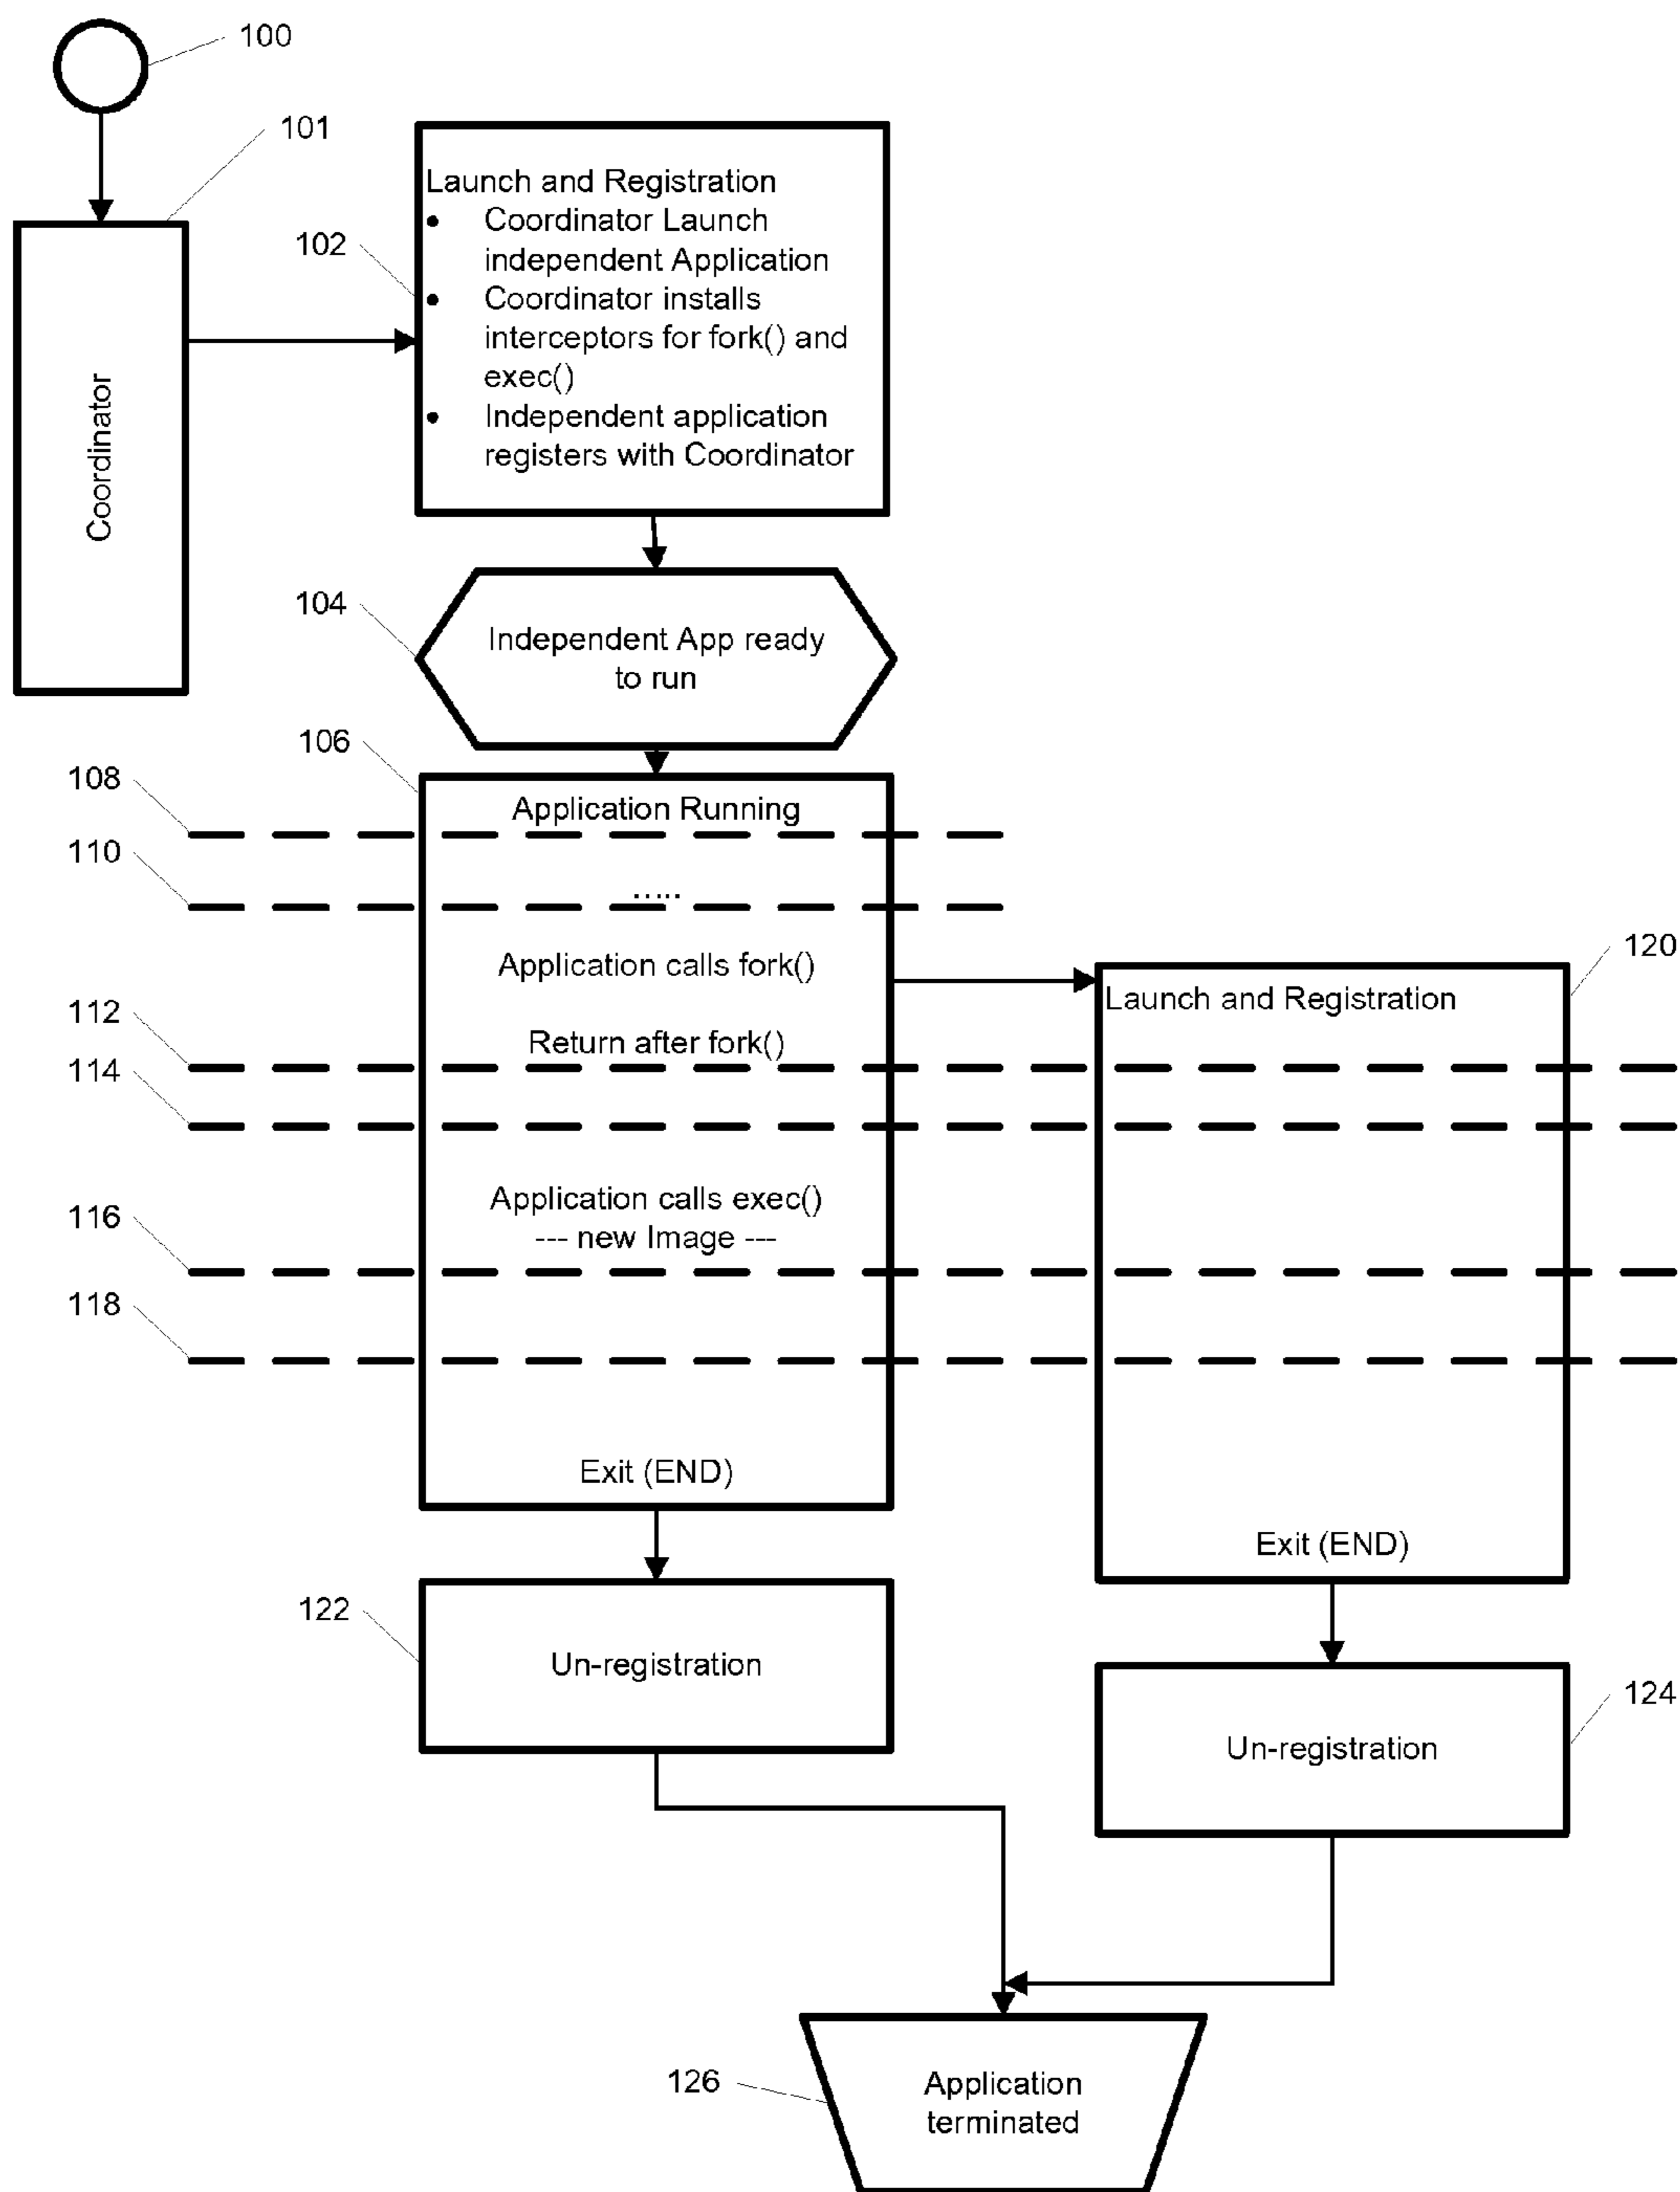 100
101
Coordinator
Launch and Registration
• Coordinator Launch
independent Application
102
• Coordinator installs
interceptors for fork() and
exec()
• Independent application
registers with Coordinator
104
Independent App ready
to run
106
Application Running
108
110
.....
Application calls fork()
120
Launch and Registration
112
Return after fork()
114
Application calls exec()
116
--- new Image ---
118
Exit (END)
Exit (END)
122
Un-registration
124
Un-registration
126
Application
terminated